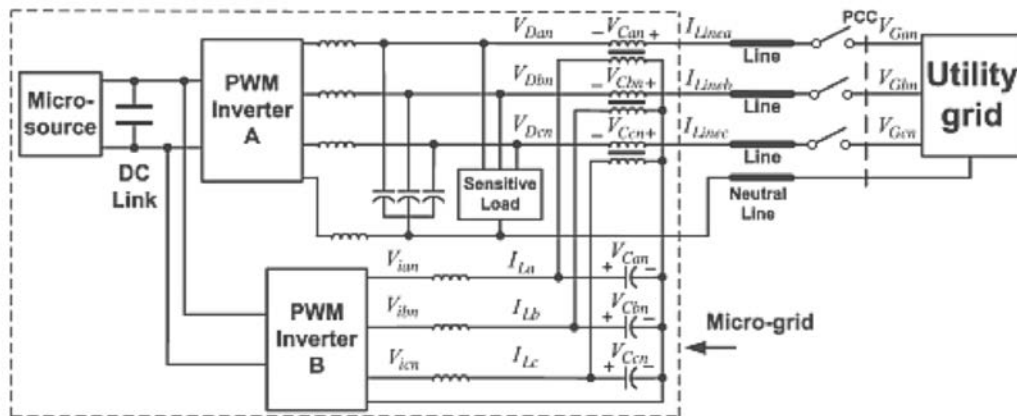 V_Dan
−V_Can +
I_Linea
PCC
V_Gan
Line
Micro-
source
PWM
Inverter
A
V_Dbn
− V_Cbn +
I_Lineb
V_Gbn
Utility
grid
Line
V_Dcn
− V_Ccn +
I_Linec
V_Gcn
Line
DC
Link
Sensitive
Load
Neutral
Line
V_ian
I_La
+ V_Can −
PWM
Inverter
B
V_ibn
I_Lb
+ V_Cbn −
Micro-grid
V_icn
I_Lc
+ V_Ccn −